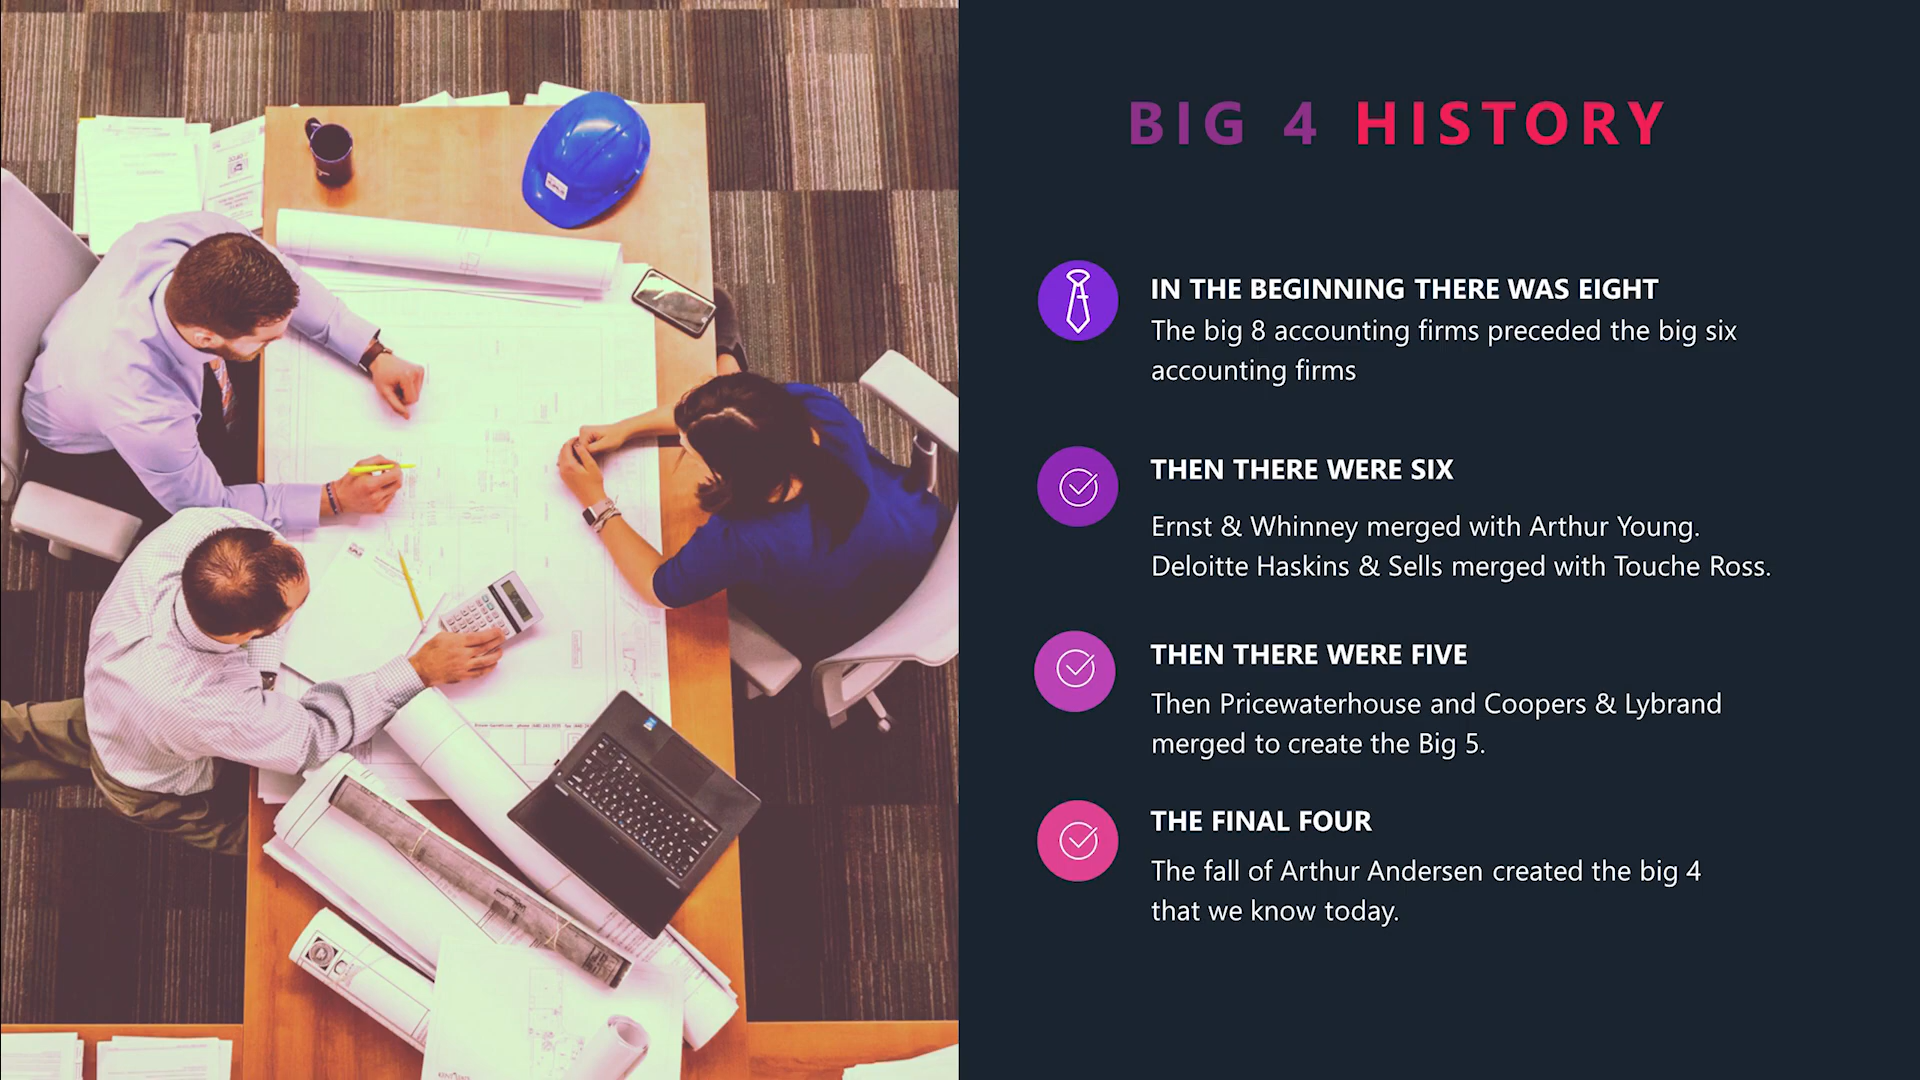 BIG 4 HISTORY
IN THE BEGINNING THERE WAS EIGHT
The big 8 accounting firms preceded the big six
accounting firms
THEN THERE WERE SIX
Ernst & Whinney merged with Arthur Young.
Deloitte Haskins & Sells merged with Touche Ross.
THEN THERE WERE FIVE
Then Pricewaterhouse and Coopers & Lybrand
merged to create the Big 5.
THE FINAL FOUR
The fall of Arthur Andersen created the big 4
that we know today.